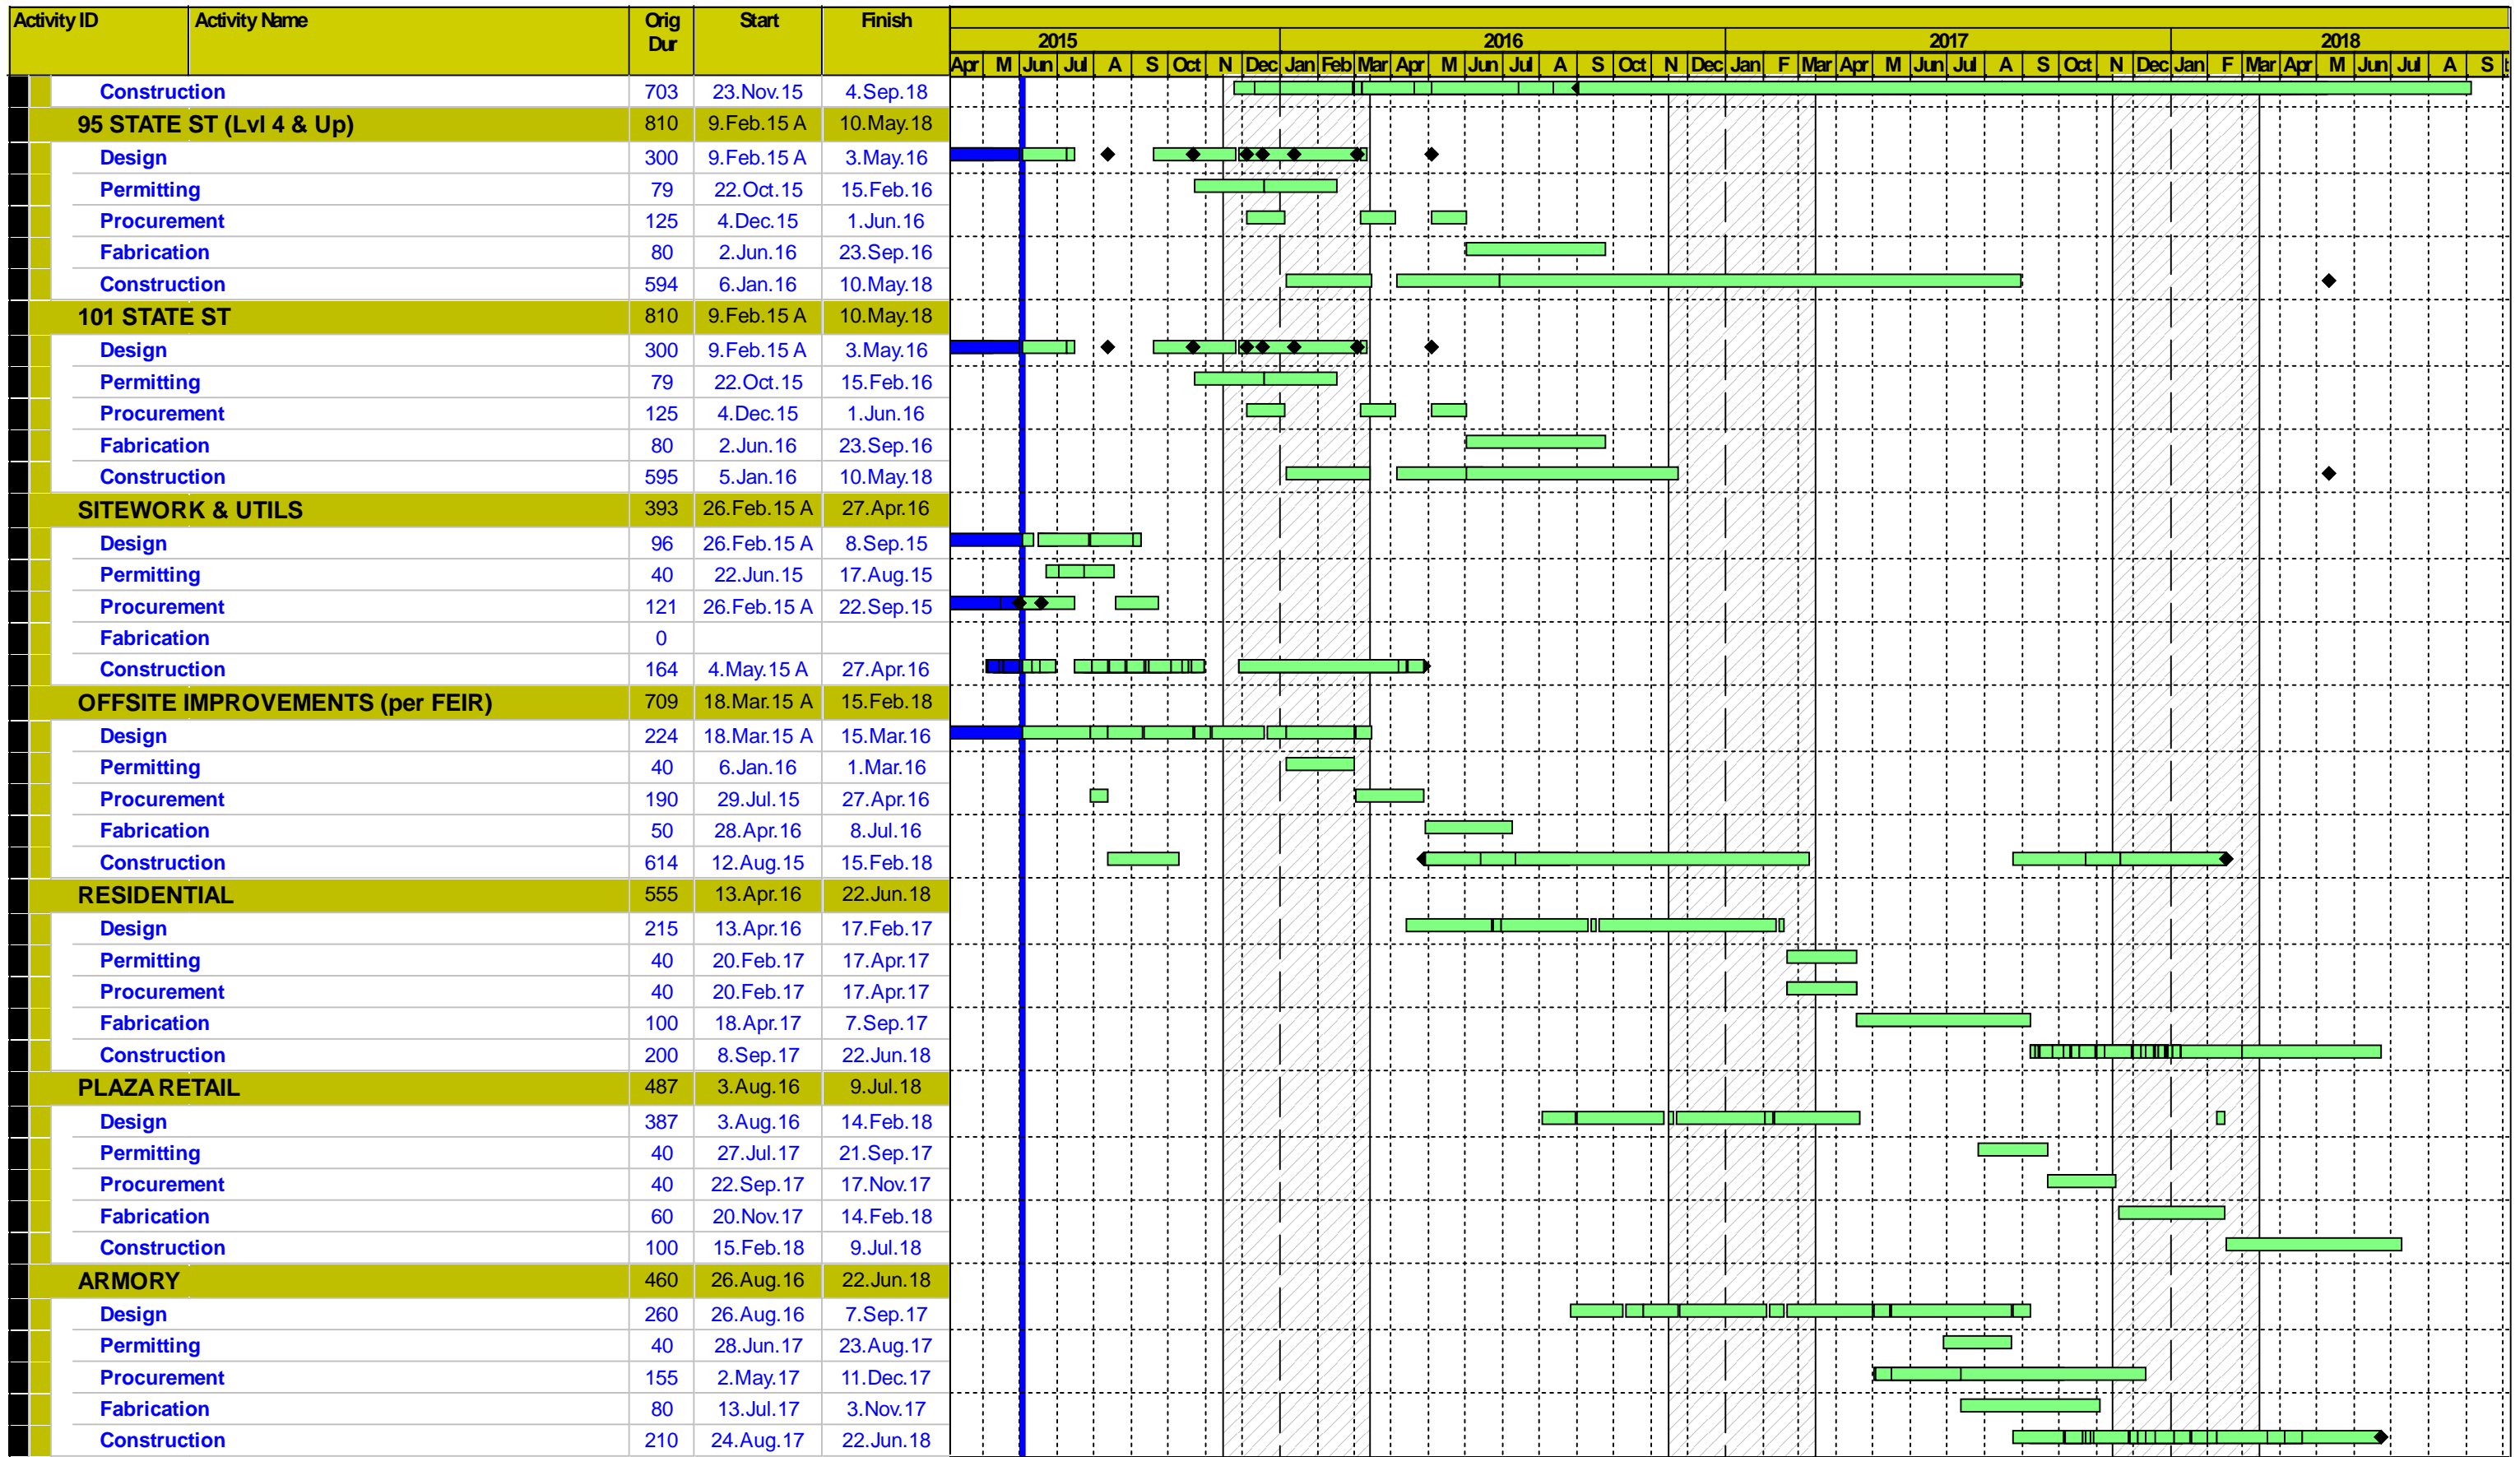 Activity ID Activity Name Orig Dur Start Finish
2015 2016 2017 2018
Apr M Jun Jul A S Oct N Dec Jan Feb Mar Apr M Jun Jul A S Oct N Dec Jan F Mar Apr M Jun Jul A S Oct N Dec Jan F Mar Apr M Jun Jul A S
Construction 703 23.Nov.15 4.Sep.18
95 STATE ST (Lvl 4 & Up) 810 9.Feb.15 A 10.May.18
Design 300 9.Feb.15 A 3.May.16
Permitting 79 22.Oct.15 15.Feb.16
Procurement 125 4.Dec.15 1.Jun.16
Fabrication 80 2.Jun.16 23.Sep.16
Construction 594 6.Jan.16 10.May.18
101 STATE ST 810 9.Feb.15 A 10.May.18
Design 300 9.Feb.15 A 3.May.16
Permitting 79 22.Oct.15 15.Feb.16
Procurement 125 4.Dec.15 1.Jun.16
Fabrication 80 2.Jun.16 23.Sep.16
Construction 595 5.Jan.16 10.May.18
SITEWORK & UTILS 393 26.Feb.15 A 27.Apr.16
Design 96 26.Feb.15 A 8.Sep.15
Permitting 40 22.Jun.15 17.Aug.15
Procurement 121 26.Feb.15 A 22.Sep.15
Fabrication 0
Construction 164 4.May.15 A 27.Apr.16
OFFSITE IMPROVEMENTS (per FEIR) 709 18.Mar.15 A 15.Feb.18
Design 224 18.Mar.15 A 15.Mar.16
Permitting 40 6.Jan.16 1.Mar.16
Procurement 190 29.Jul.15 27.Apr.16
Fabrication 50 28.Apr.16 8.Jul.16
Construction 614 12.Aug.15 15.Feb.18
RESIDENTIAL 555 13.Apr.16 22.Jun.18
Design 215 13.Apr.16 17.Feb.17
Permitting 40 20.Feb.17 17.Apr.17
Procurement 40 20.Feb.17 17.Apr.17
Fabrication 100 18.Apr.17 7.Sep.17
Construction 200 8.Sep.17 22.Jun.18
PLAZA RETAIL 487 3.Aug.16 9.Jul.18
Design 387 3.Aug.16 14.Feb.18
Permitting 40 27.Jul.17 21.Sep.17
Procurement 40 22.Sep.17 17.Nov.17
Fabrication 60 20.Nov.17 14.Feb.18
Construction 100 15.Feb.18 9.Jul.18
ARMORY 460 26.Aug.16 22.Jun.18
Design 260 26.Aug.16 7.Sep.17
Permitting 40 28.Jun.17 23.Aug.17
Procurement 155 2.May.17 11.Dec.17
Fabrication 80 13.Jul.17 3.Nov.17
Construction 210 24.Aug.17 22.Jun.18